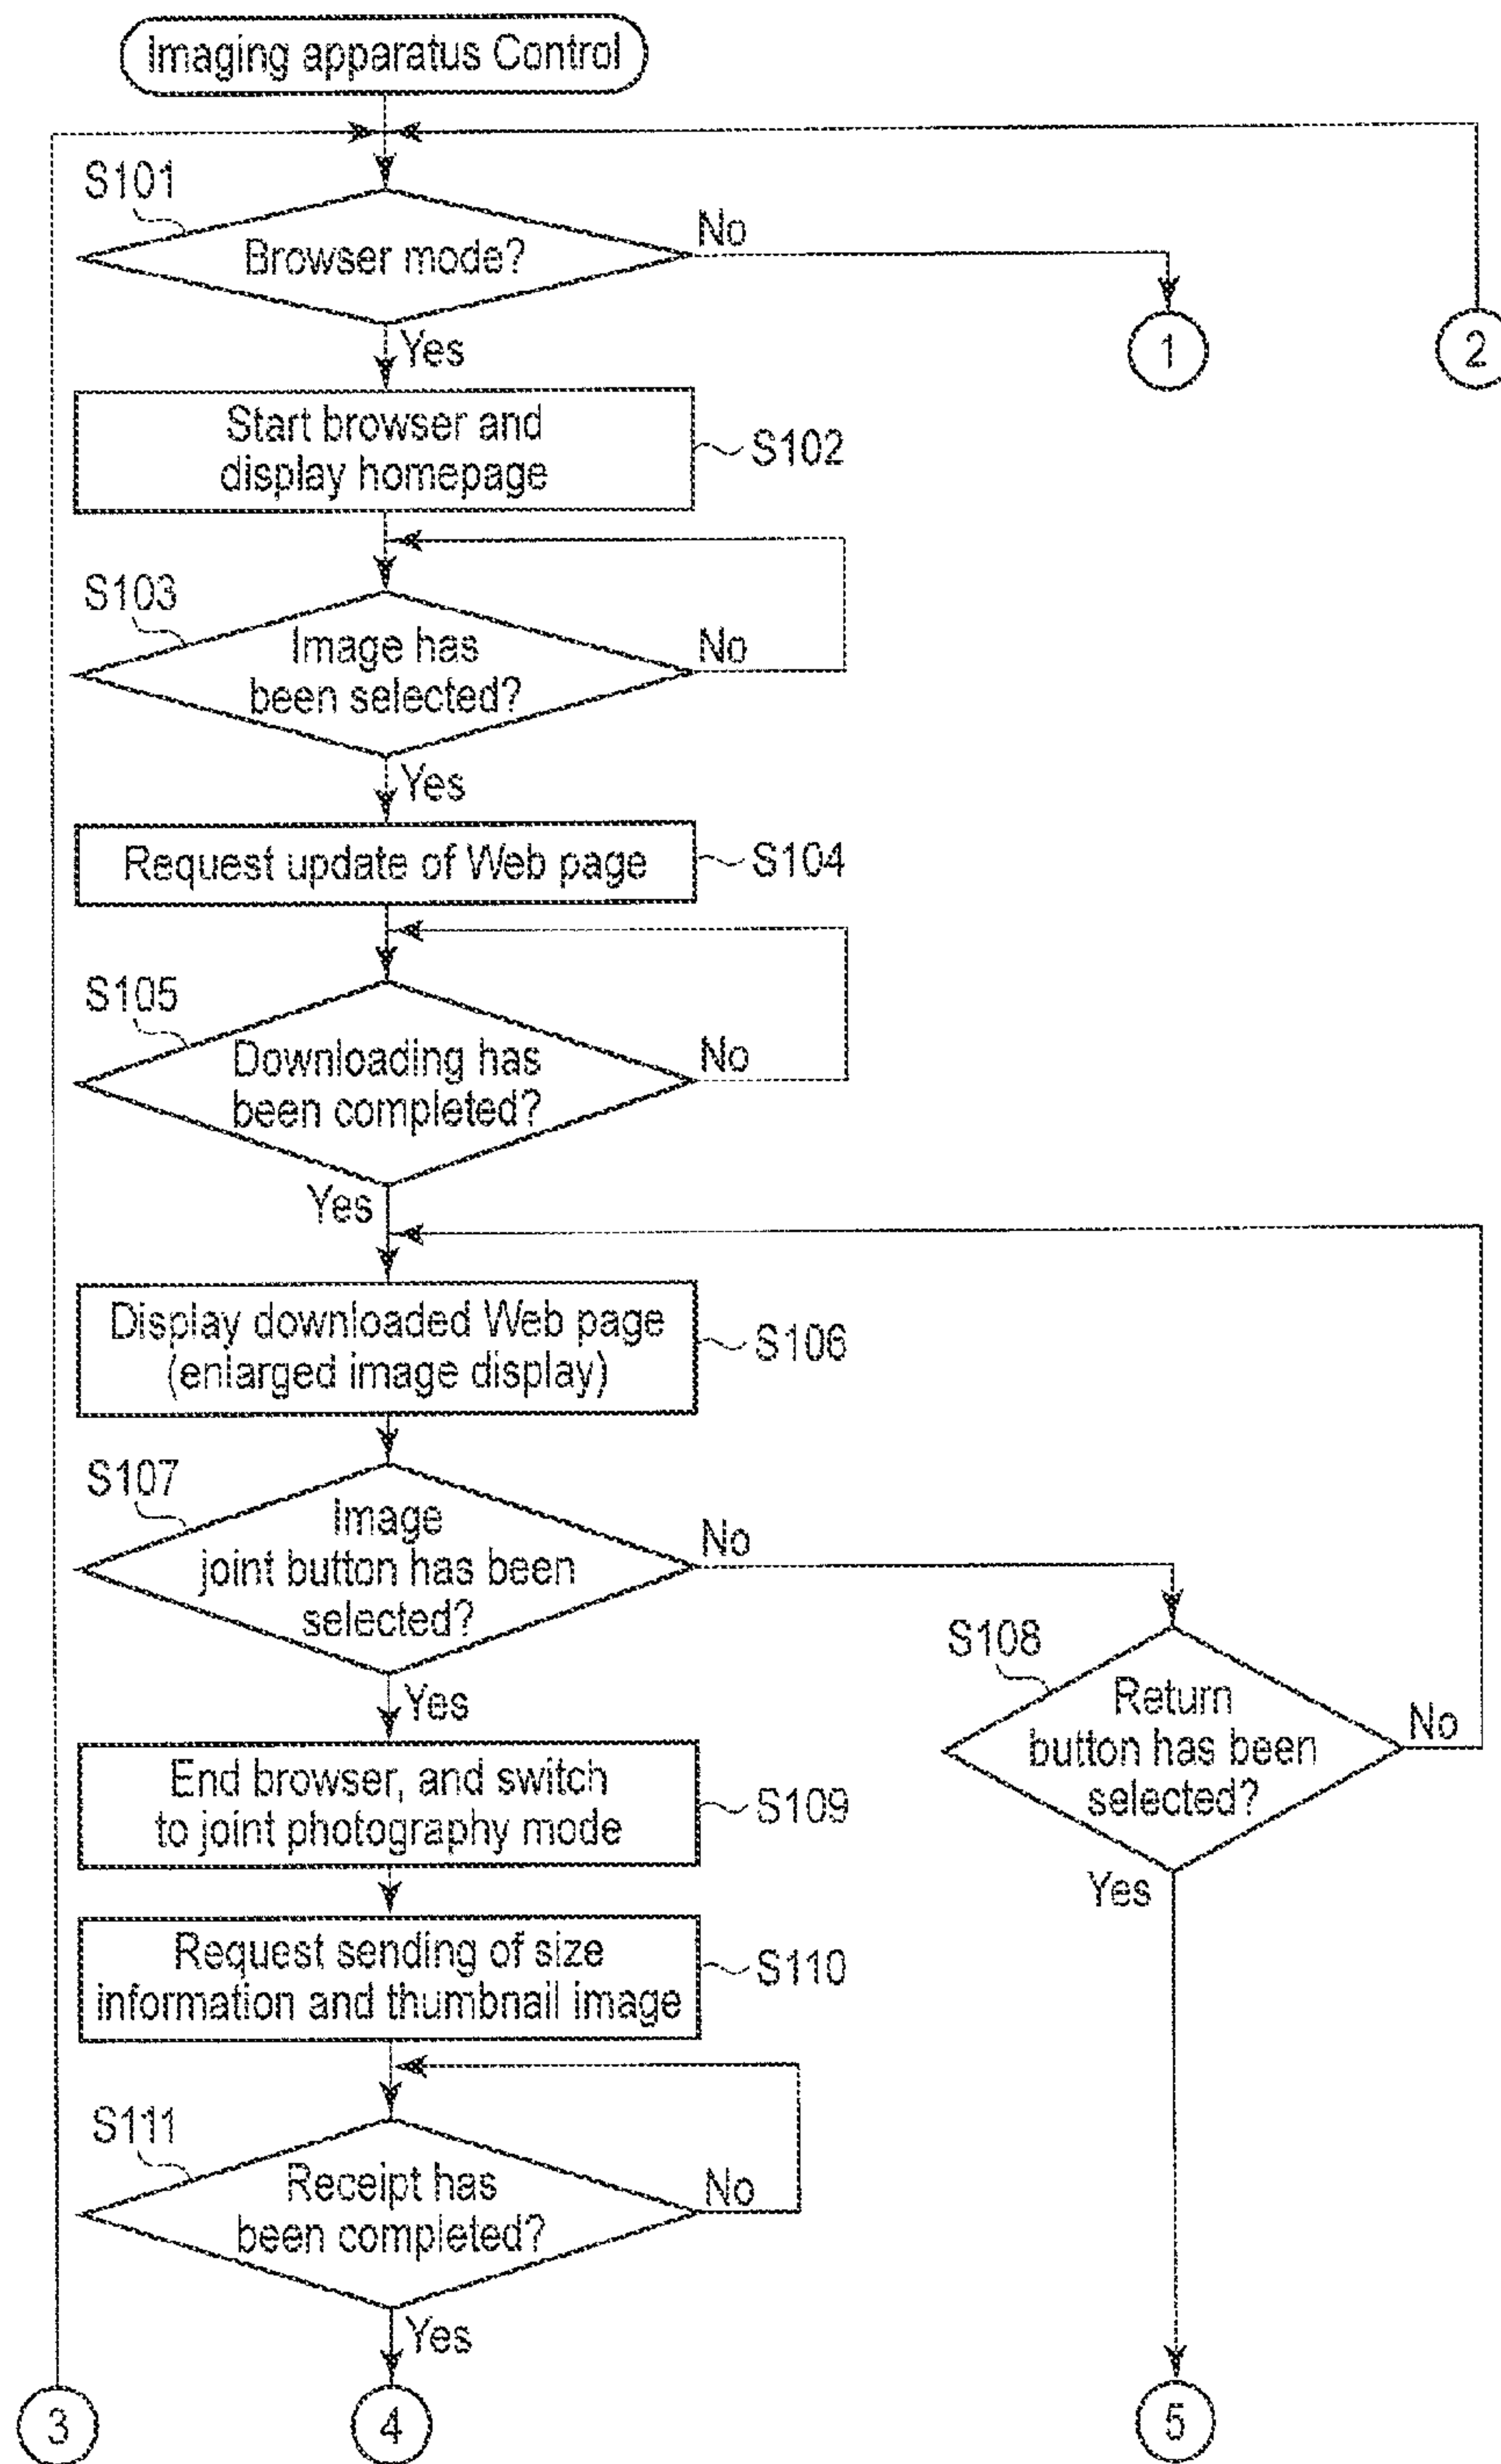 Imaging apparatus Control
S101
Browser mode?
No
1
2
Yes
Start browser and
display homepage
S102
S103
Image has
been selected?
No
Yes
Request update of Web page
S104
S105
Downloading has
been completed?
No
Yes
Display downloaded Web page
(enlarged image display)
S106
S107
Image
joint button has been
selected?
No
S108
Return
button has been
selected?
No
Yes
Yes
End browser, and switch
to joint photography mode
S109
Request sending of size
information and thumbnail image
S110
S111
Receipt has
been completed?
No
Yes
3
4
5